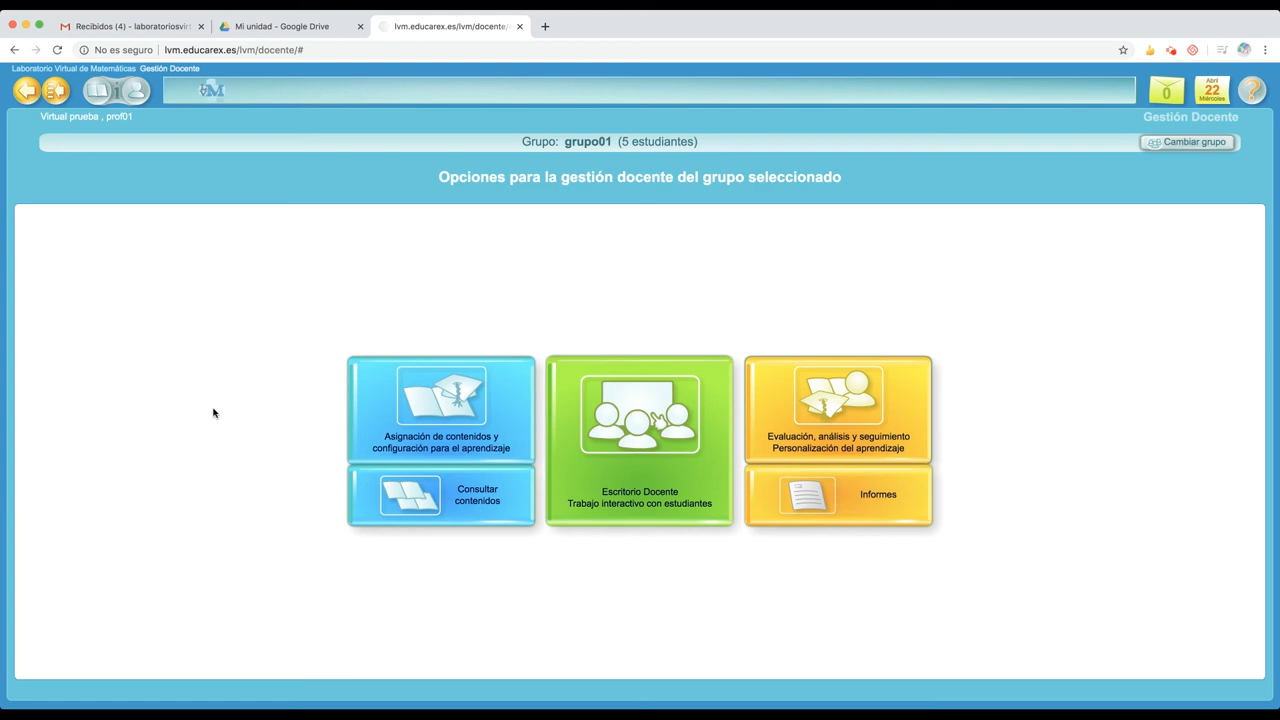 Recibidos (4) - laboratoriosvirt
Mi unidad - Google Drive
lvm.educarex.es/lvm/docente/
No es seguro
lvm.educarex.es/lvm/docente/#
Laboratorio Virtual de Matemáticas Gestión Docente
0
Abril
22
Miércoles
?
Virtual prueba , prof01
Gestión Docente
Grupo: grupo01 (5 estudiantes)
Cambiar grupo
Opciones para la gestión docente del grupo seleccionado
Asignación de contenidos y
configuración para el aprendizaje
Consultar
contenidos
Escritorio Docente
Trabajo interactivo con estudiantes
Evaluación, análisis y seguimiento
Personalización del aprendizaje
Informes